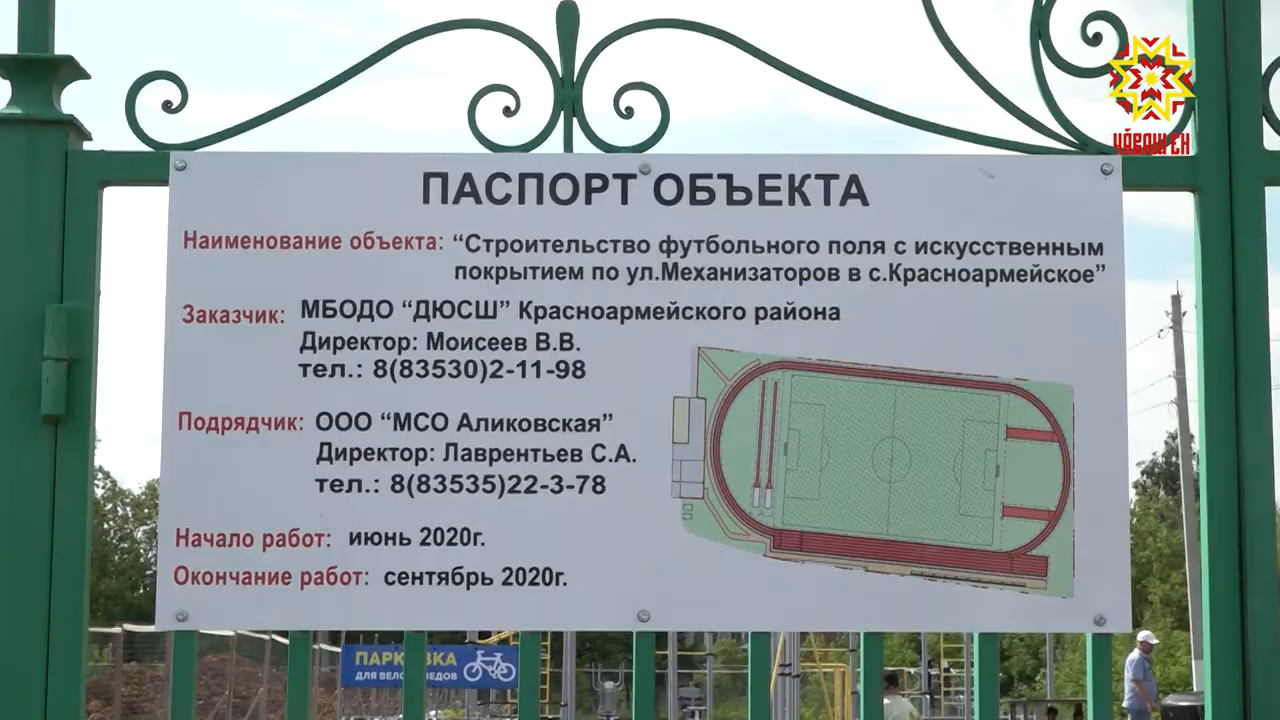 ЧӐВАШ ЕН
ПАСПОРТ ОБЪЕКТА
Наименование объекта: “Строительство футбольного поля с искусственным
покрытием по ул.Механизаторов в с.Красноармейское”
Заказчик: МБОДО “ДЮСШ” Красноармейского района
Директор: Моисеев В.В.
тел.: 8(83530)2-11-98
Подрядчик: ООО “МСО Аликовская”
Директор: Лаврентьев С.А.
тел.: 8(83535)22-3-78
Начало работ: июнь 2020г.
Окончание работ: сентябрь 2020г.
ПАРКОВКА
ДЛЯ ВЕЛОСИПЕДОВ